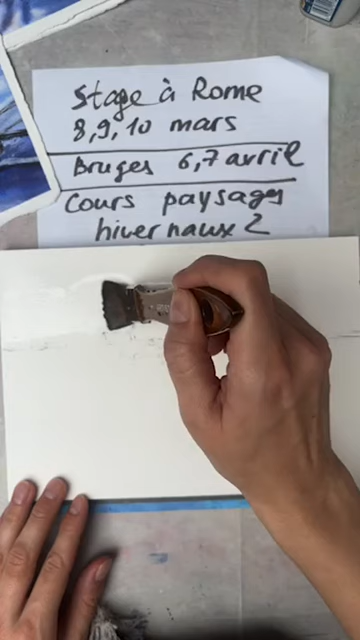 Stage à Rome
8,9,10 mars
Bruges 6,7 avril
Cours paysages
hivernaux 2